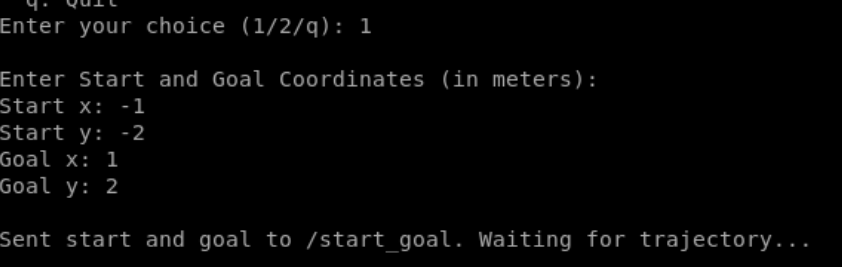 q: Quit
Enter your choice (1/2/q): 1
Enter Start and Goal Coordinates (in meters):
Start x: -1
Start y: -2
Goal x: 1
Goal y: 2
Sent start and goal to /start_goal. Waiting for trajectory...